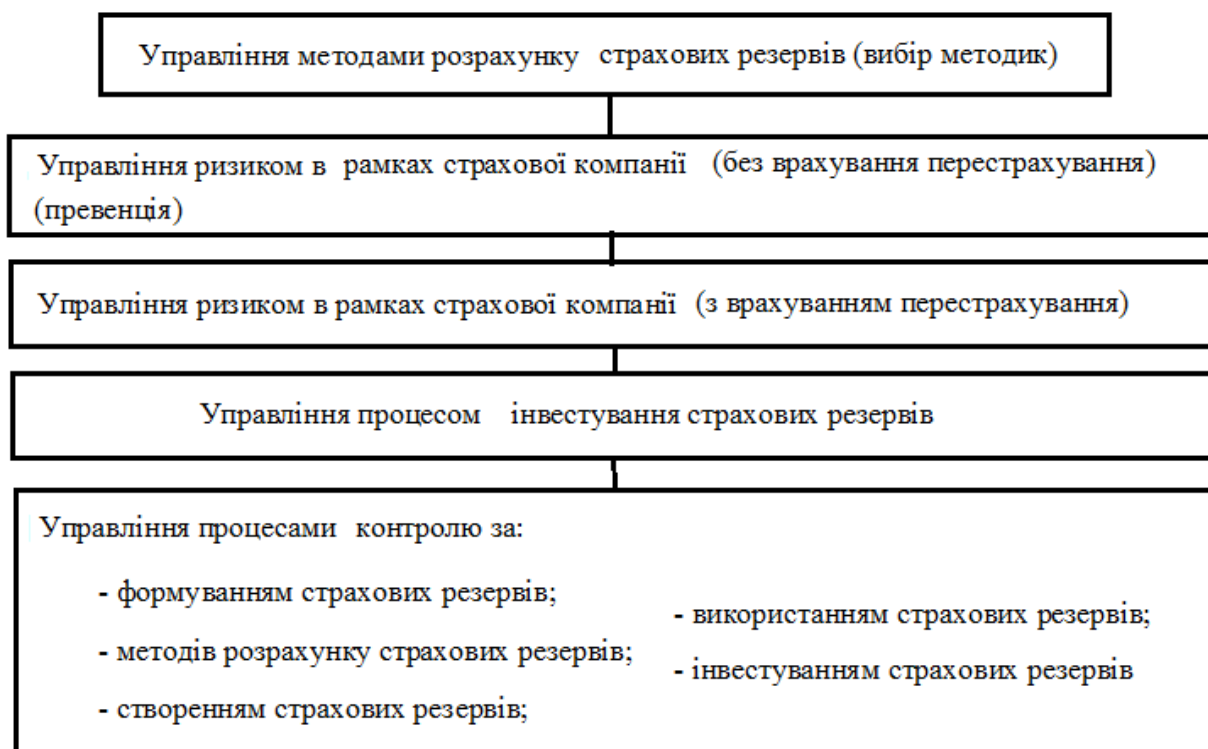 Управління методами розрахунку страхових резервів (вибір методик)
Управління ризиком в рамках страхової компанії (без врахування перестрахування)
(превенція)
Управління ризиком в рамках страхової компанії (з врахуванням перестрахування)
Управління процесом інвестування страхових резервів
Управління процесами контролю за:
- формуванням страхових резервів;
- методів розрахунку страхових резервів;
- створенням страхових резервів;
- використанням страхових резервів;
- інвестуванням страхових резервів